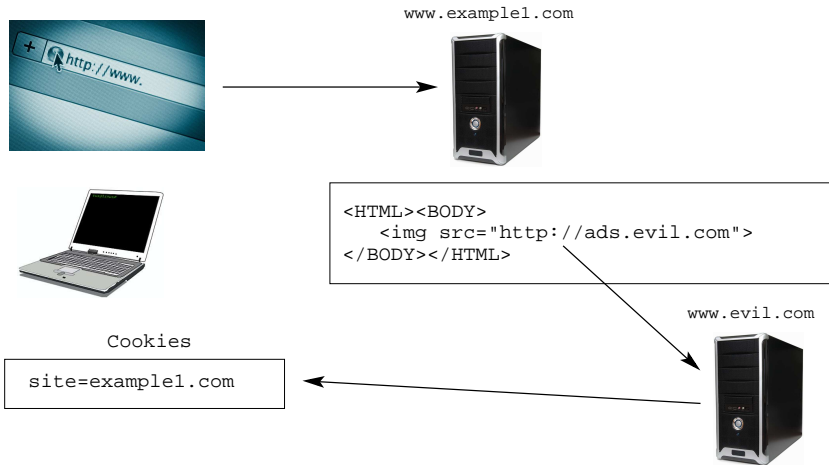 www.example1.com
+ http://www.
<HTML><BODY>
<img src="http://ads.evil.com">
</BODY></HTML>
www.evil.com
Cookies
site=example1.com